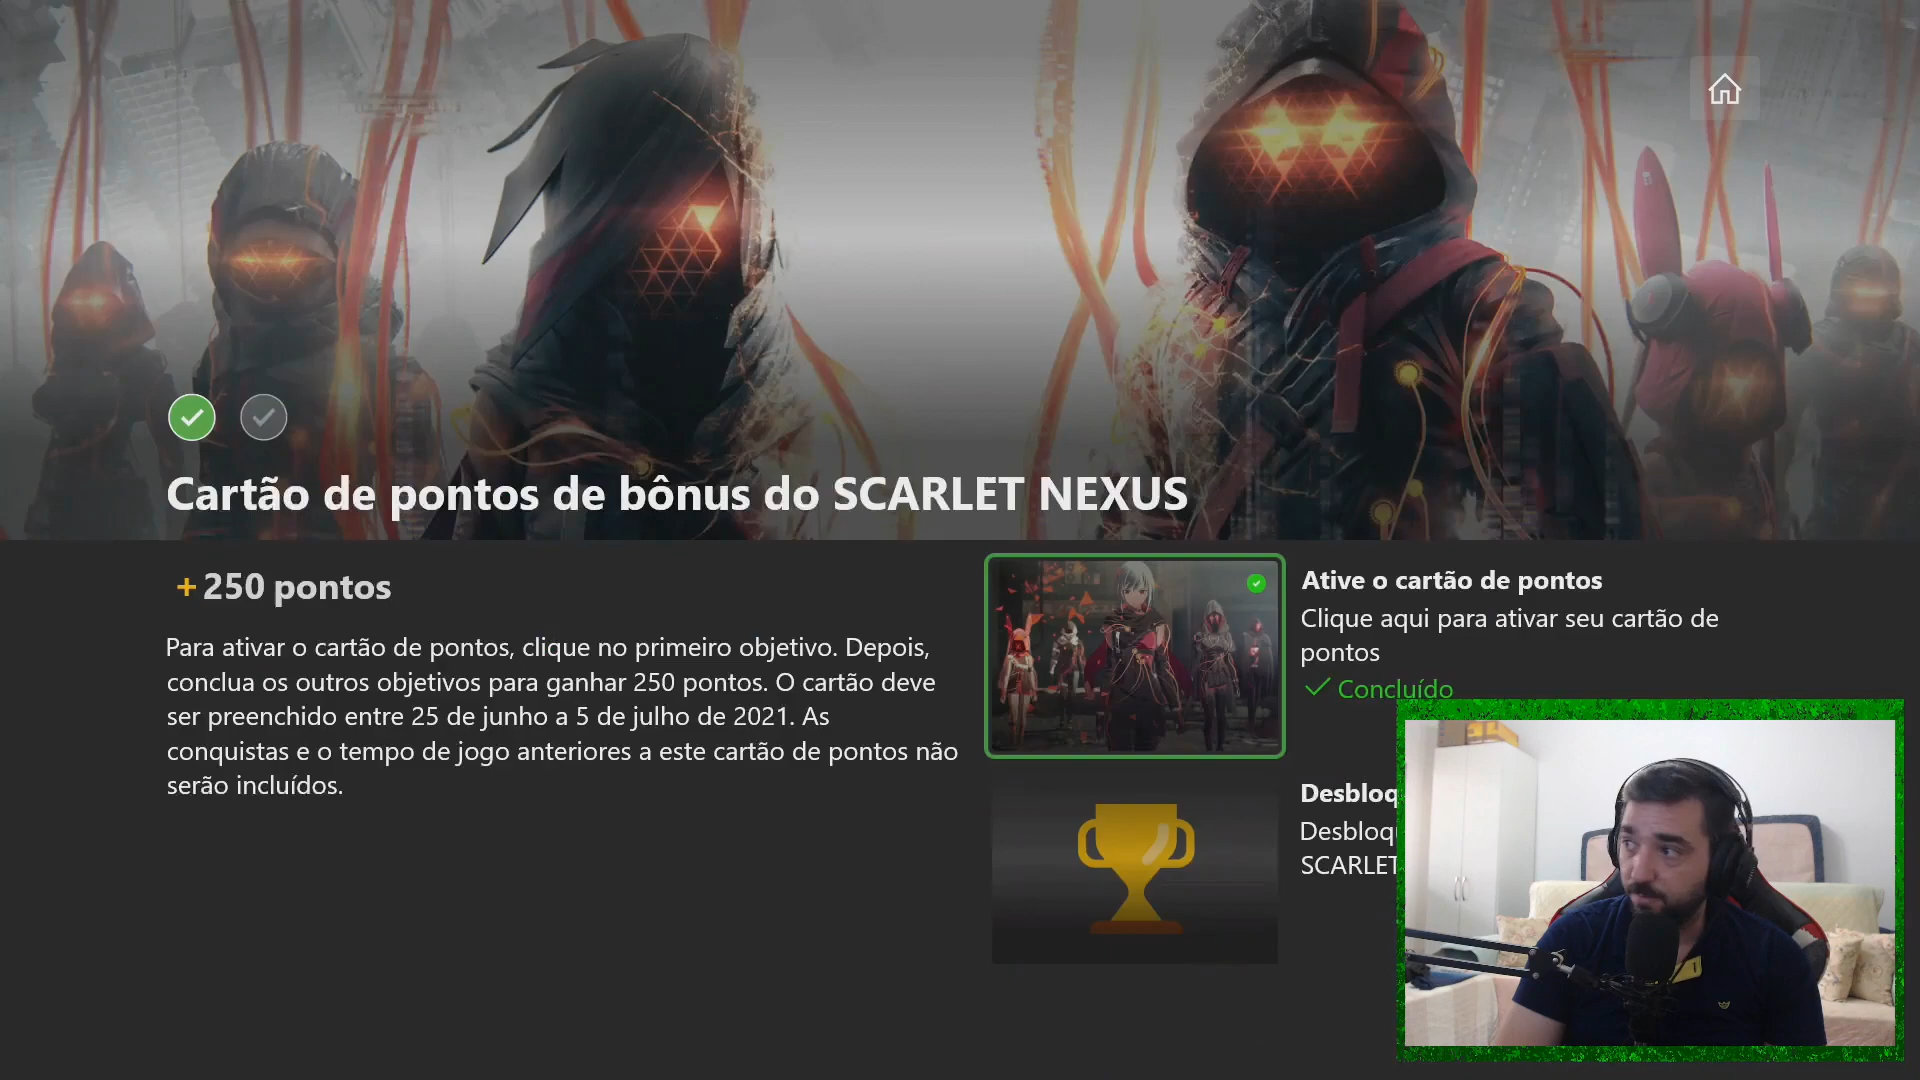 Cartão de pontos de bônus do SCARLET NEXUS
+250 pontos
Para ativar o cartão de pontos, clique no primeiro objetivo. Depois,
conclua os outros objetivos para ganhar 250 pontos. O cartão deve
ser preenchido entre 25 de junho a 5 de julho de 2021. As
conquistas e o tempo de jogo anteriores a este cartão de pontos não
serão incluídos.
Ative o cartão de pontos
Clique aqui para ativar seu cartão de
pontos
Concluído
SCARLET